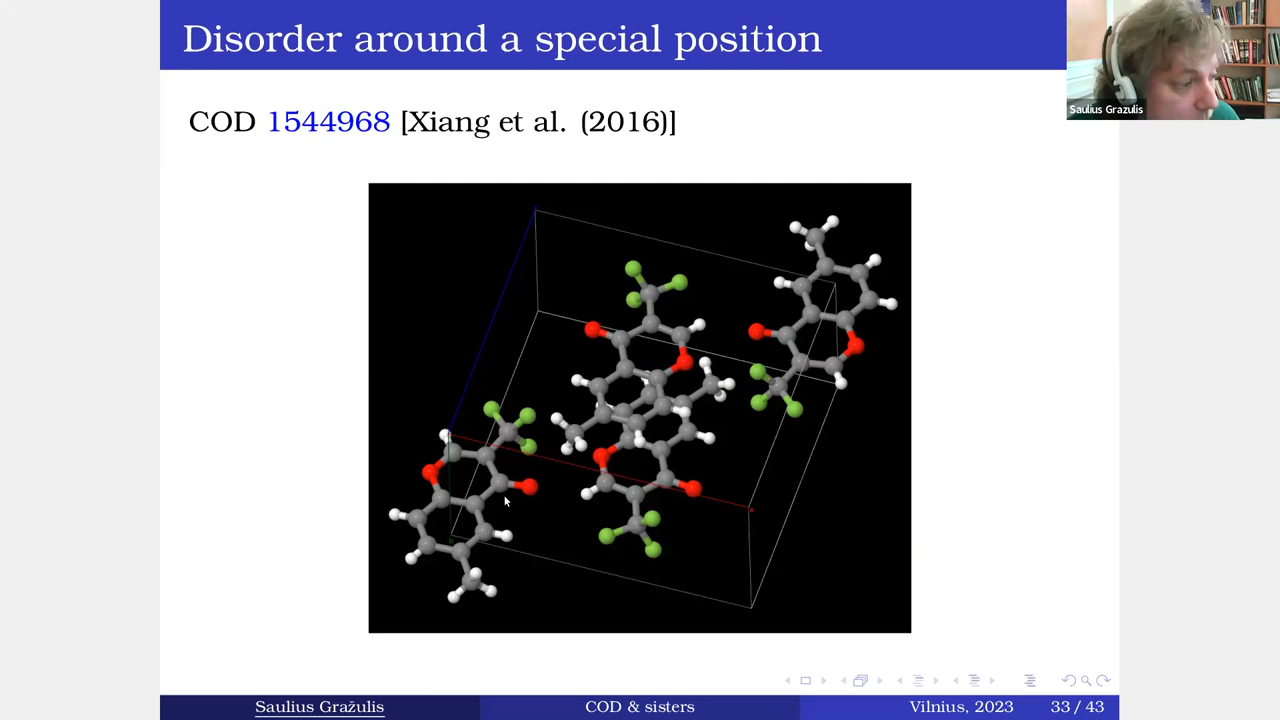 Disorder around a special position
Saulius Grazulis
COD 1544968 [Xiang et al. (2016)]
Saulius Gražulis
COD & sisters
Vilnius, 2023
33 / 43